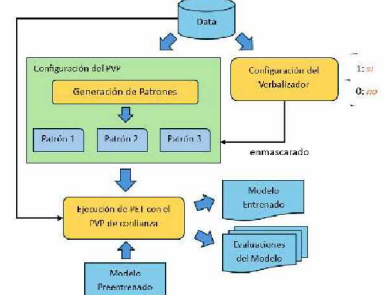 Data
Configuración del PVP
Generación de Patrones
Patrón 1
Patrón 2
Patrón 3
Configuración del
Verbalizador
1: si
0: no
enmascarado
Ejecución de PET con el
PVP de confianza
Modelo
Entrenado
Evaluaciones
del Modelo
Modelo
Preentrenado